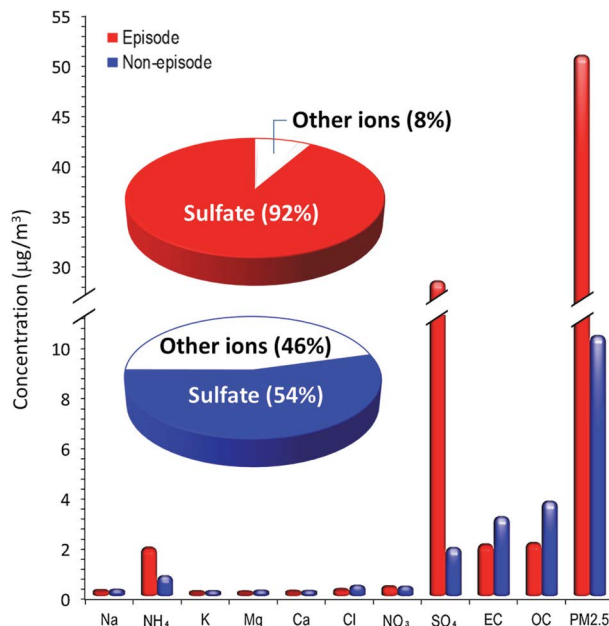 55
50
45
40
35
30
10
8
6
4
2
0
Concentration (µg/m³)
Episode
Non-episode
Other ions (8%)
Sulfate (92%)
Other ions (46%)
Sulfate (54%)
Na NH₄ K Mg Ca Cl NO₃ SO₄ EC OC PM2.5